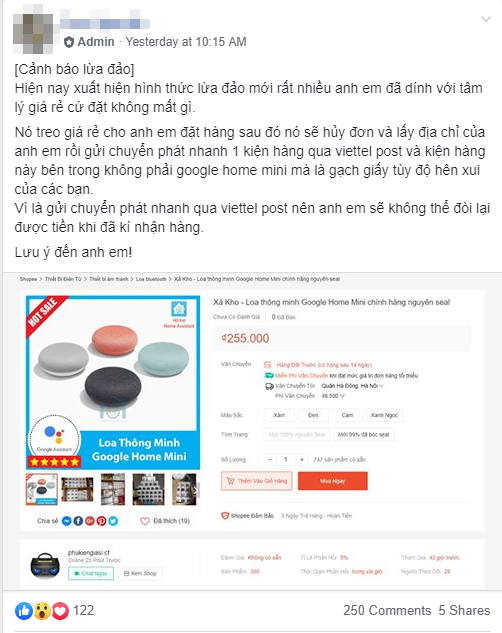 Admin · Yesterday at 10:15 AM
[Cảnh báo lừa đảo]
Hiện nay xuất hiện hình thức lừa đảo mới rất nhiều anh em đã dính với tâm
lý giá rẻ cứ đặt không mất gì.
Nó treo giá rẻ cho anh em đặt hàng sau đó nó sẽ hủy đơn và lấy địa chỉ của
anh em rồi gửi chuyển phát nhanh 1 kiện hàng qua viettel post và kiện hàng
này bên trong không phải google home mini mà là gạch giấy tùy độ hên xui
của các bạn.
Vì là gửi chuyển phát nhanh qua viettel post nên anh em sẽ không thể đòi lại
được tiền khi đã kí nhận hàng.
Lưu ý đến anh em!
Shopee > Thiết Bị Điện Tử > Thiết bị âm thanh > Loa bluetooth > Xả Kho - Loa thông minh Google Home Mini chính hãng nguyên seal
HOT SALE
Hỗ trợ
Home Assistant
Google Assistant
Loa Thông Minh
Google Home Mini
Chia sẻ
Đã thích (19)
Xả Kho - Loa thông minh Google Home Mini chính hãng nguyên seal
Chưa Có Đánh Giá 0 Đã Bán
₫255.000
Vận Chuyển Hàng Đặt Trước (có hàng sau 14 ngày)
Miễn Phí Vận Chuyển khi đạt mức giá trị đơn hàng tối thiểu
Vận Chuyển Tới Quận Hà Đông, Hà Nội
Phí Vận Chuyển ₫6.500
Màu Sắc Xám Đen Cam Xanh Ngọc
Tình Trạng Mới 100% nguyên Seal Mới 99% đã bóc seal
Số Lượng - 1 + 747 sản phẩm có sẵn
Thêm Vào Giỏ Hàng Mua Ngay
Shopee Đảm Bảo 3 Ngày Trả Hàng / Hoàn Tiền
phukiengiasi.cf
Online 23 Phút Trước
Chat Ngay Xem Shop
Đánh Giá Không có sẵn Tỉ Lệ Phản Hồi 5% Tham Gia 43 giờ trước
Sản Phẩm 380 Thời Gian Phản Hồi trong vài giờ Người Theo Dõi 28
122 250 Comments 5 Shares